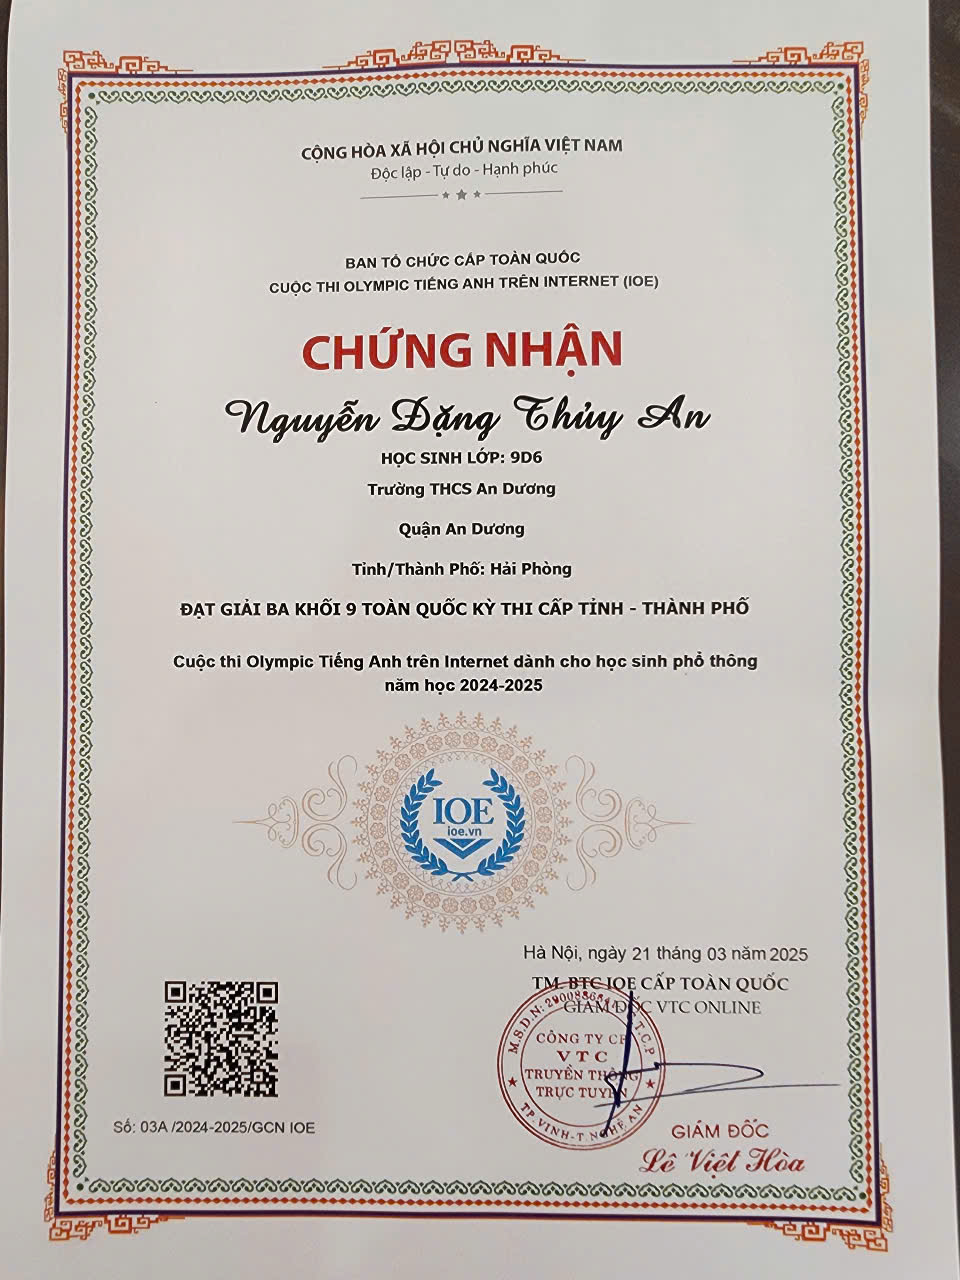 CỘNG HÒA XÃ HỘI CHỦ NGHĨA VIỆT NAM
Độc lập - Tự do - Hạnh phúc
BAN TỔ CHỨC CẤP TOÀN QUỐC
CUỘC THI OLYMPIC TIẾNG ANH TRÊN INTERNET (IOE)
CHỨNG NHẬN
Nguyễn Đặng Thủy An
HỌC SINH LỚP: 9D6
Trường THCS An Dương
Quận An Dương
Tỉnh/Thành Phố: Hải Phòng
ĐẠT GIẢI BA KHỐI 9 TOÀN QUỐC KỲ THI CẤP TỈNH - THÀNH PHỐ
Cuộc thi Olympic Tiếng Anh trên Internet dành cho học sinh phổ thông
năm học 2024-2025
IOE
ioe.vn
Hà Nội, ngày 21 tháng 03 năm 2025
TM. BTC IOE CẤP TOÀN QUỐC
GIÁM ĐỐC VTC ONLINE
M.S.D.N:
T.C.P
CÔNG TY CP
VTC
TRUYỀN THÔNG
TRỰC TUYẾN
TP.VINH-T.NGHỆ AN
Số: 03A /2024-2025/GCN IOE
GIÁM ĐỐC
Lê Việt Hòa